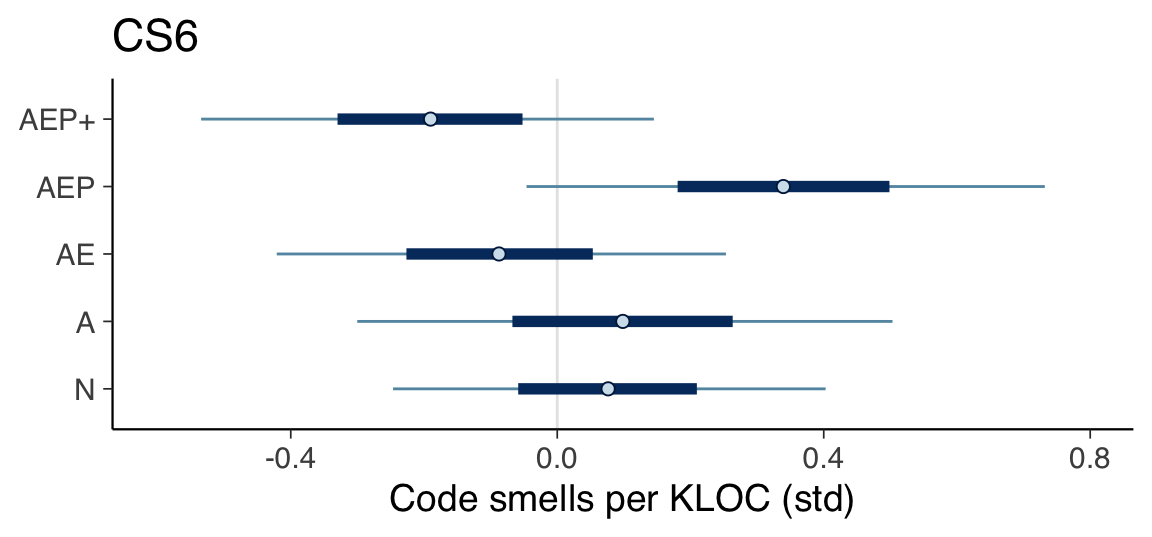 CS6
AEP+
AEP
AE
A
N
-0.4 0.0 0.4 0.8
Code smells per KLOC (std)